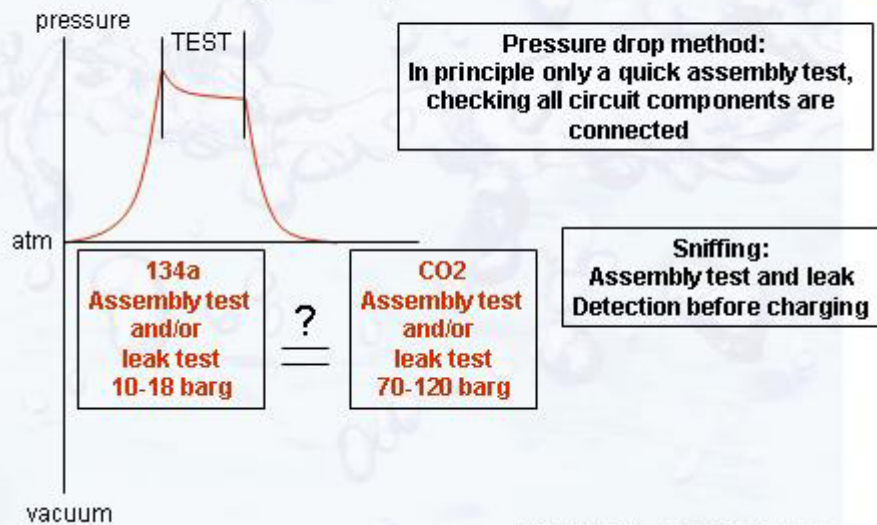 pressure
TEST
Pressure drop method:
In principle only a quick assembly test,
checking all circuit components are
connected
atm
134a
Assembly test
and/or
leak test
10-18 barg
?
CO2
Assembly test
and/or
leak test
70-120 barg
Sniffing:
Assembly test and leak
Detection before charging
vacuum